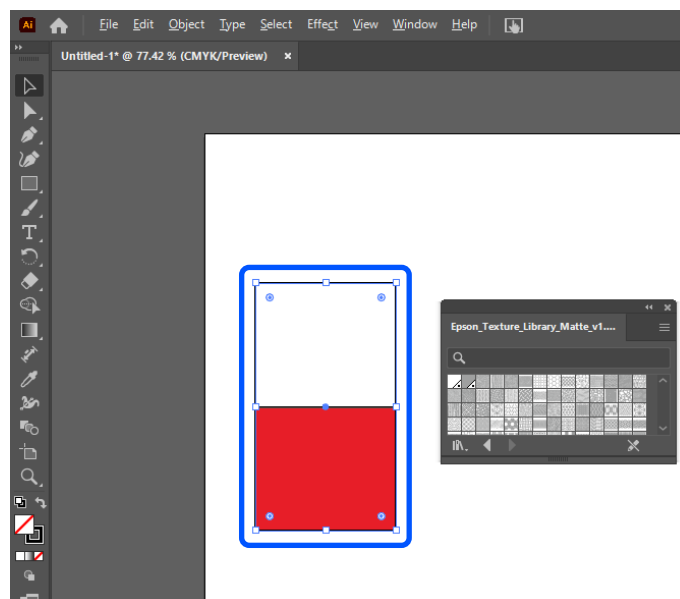 Ai File Edit Object Type Select Effect View Window Help
Untitled-1* @ 77.42 % (CMYK/Preview) ×
Epson_Texture_Library_Matte_v1....